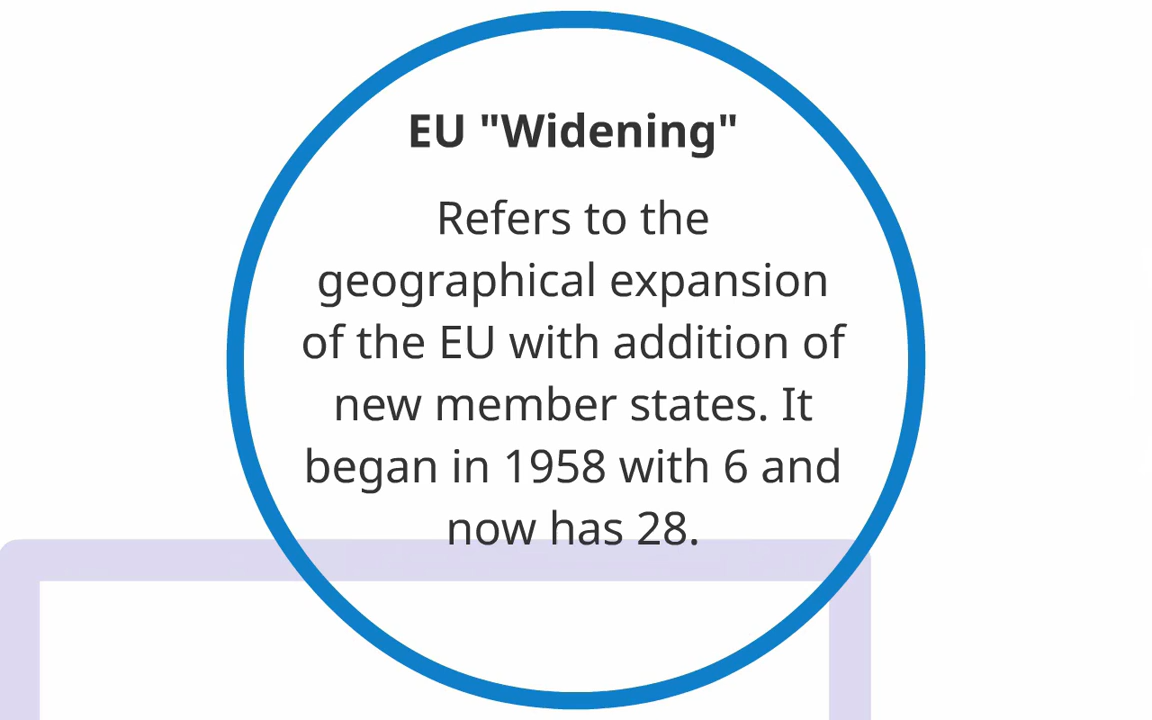 EU "Widening"
Refers to the
geographical expansion
of the EU with addition of
new member states. It
began in 1958 with 6 and
now has 28.